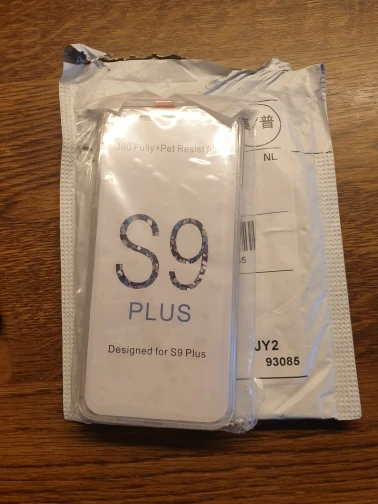 360 Fully+Pet Resist
S9
PLUS
Designed for S9 Plus
普
NL
JY2
93085